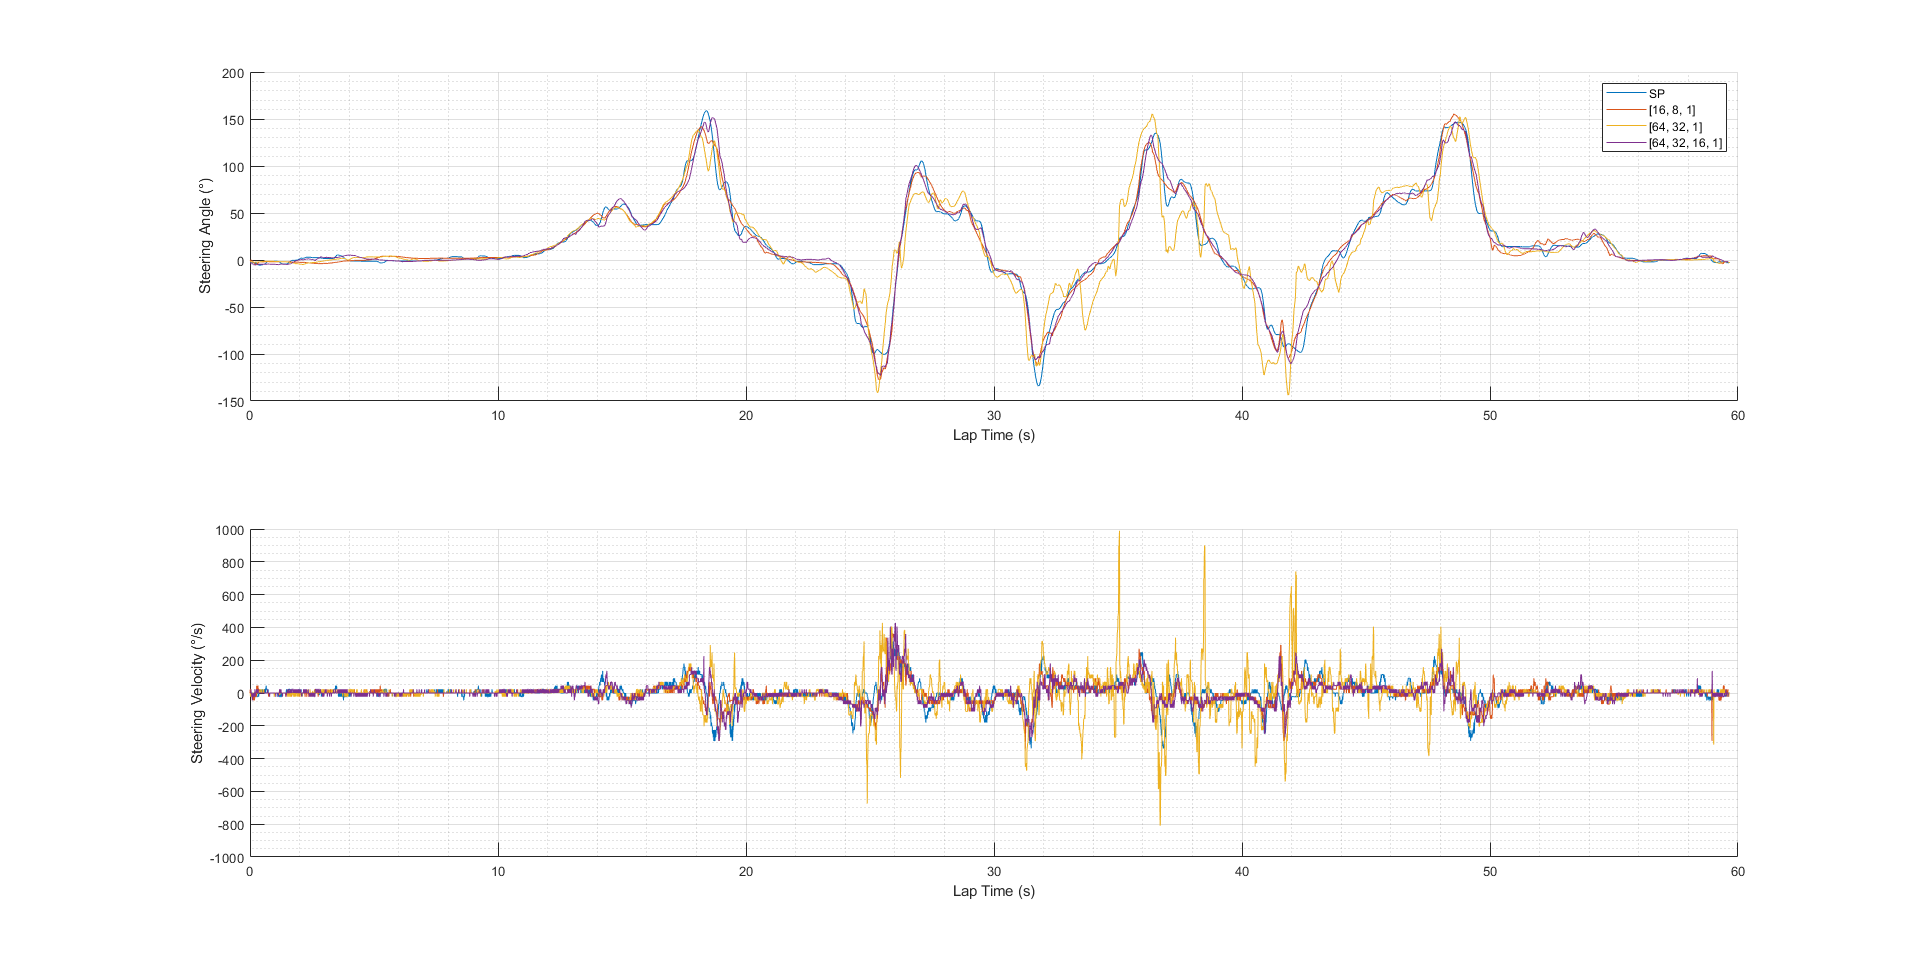 200
150
100
50
0
-50
-100
-150
Steering Angle (°)
0 10 20 30 40 50 60
Lap Time (s)
SP
[16, 8, 1]
[64, 32, 1]
[64, 32, 16, 1]
1000
800
600
400
200
0
-200
-400
-600
-800
-1000
Steering Velocity (°/s)
0 10 20 30 40 50 60
Lap Time (s)